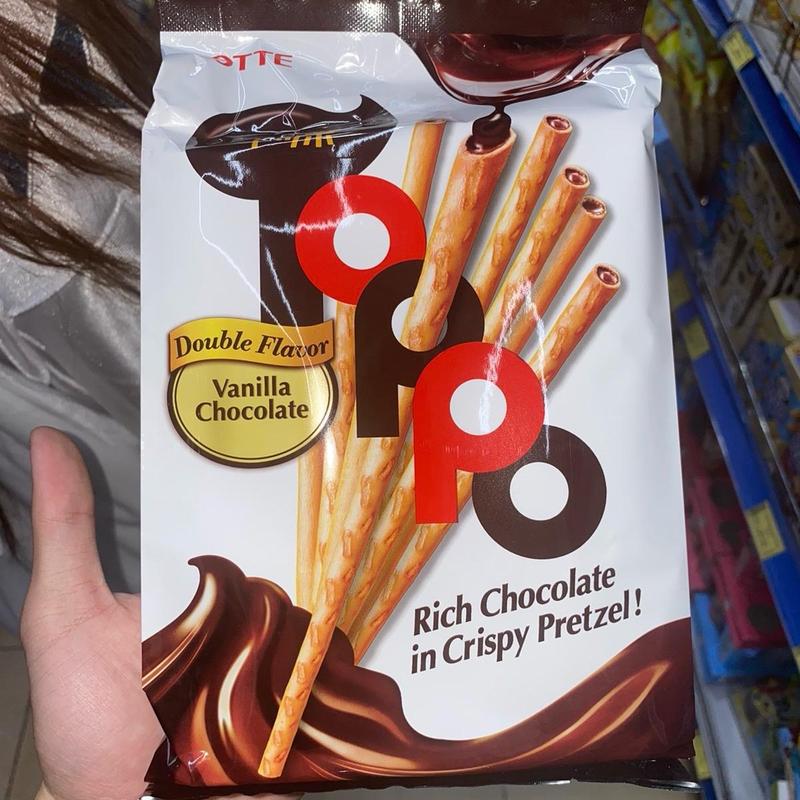 OTTE
TOPPO
Double Flavor
Vanilla
Chocolate
Rich Chocolate
in Crispy Pretzel!